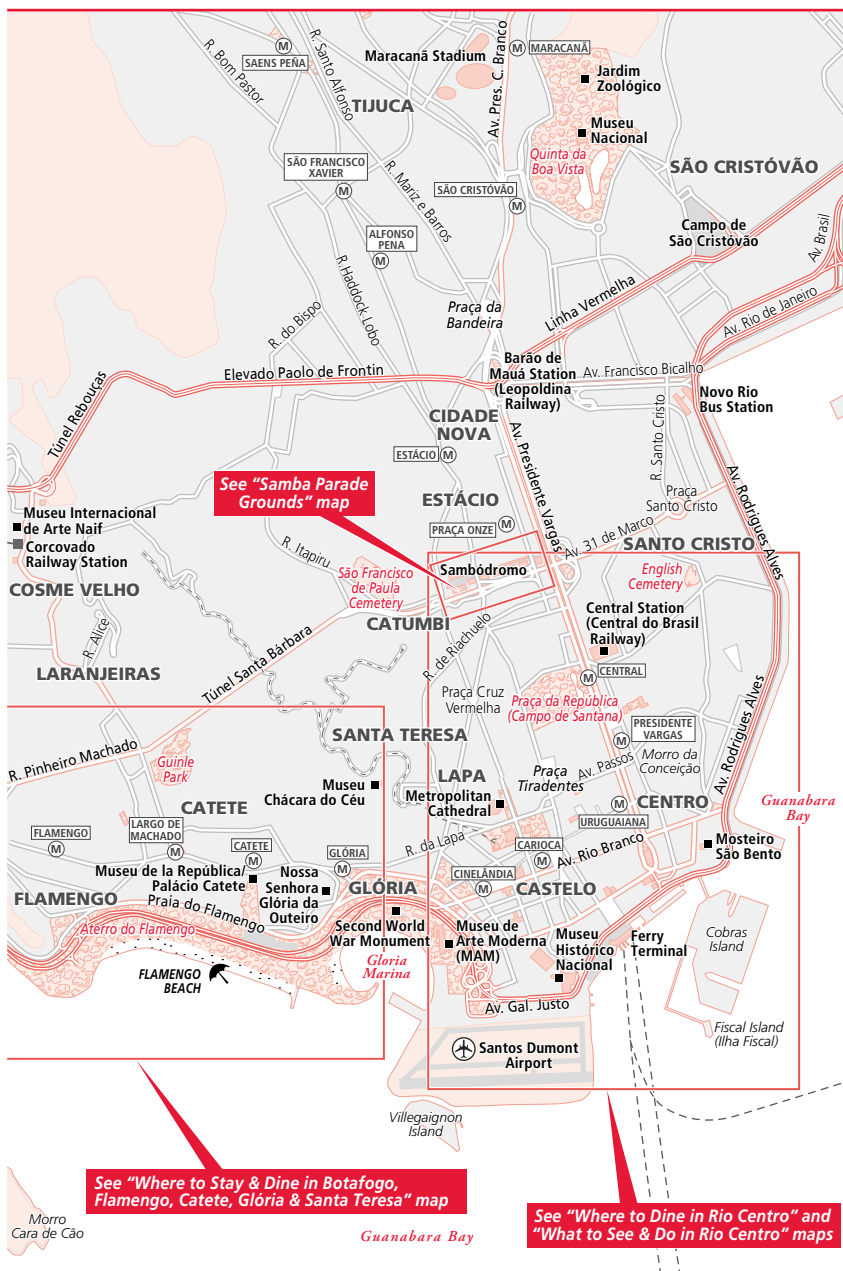 R. Bom Pastor
M
SAENS PEÑA
R. Santo Alfonso
Maracanã Stadium
Av. Pres. C. Branco
M
MARACANÃ
Jardim
Zoológico
TIJUCA
Museu
Nacional
Quinta da
Boa Vista
SÃO CRISTÓVÃO
SÃO FRANCISCO
XAVIER
M
R. Mariz e Barros
SÃO CRISTÓVÃO
M
ALFONSO
PENA
M
Campo de
São Cristóvão
Av. Brasil
R.Haddock Lobo
R. do Bispo
Praça da
Bandeira
Linha Vermelha
Av. Rio de Janeiro
Elevado Paolo de Frontin
Barão de
Mauá Station
(Leopoldina
Railway)
Av. Francisco Bicalho
Novo Rio
Bus Station
Túnel Rebouças
CIDADE
NOVA
R. Santo Cristo
ESTÁCIO
M
Av. Presidente Vargas
Av. Rodrigues Alves
See “Samba Parade
Grounds” map
ESTÁCIO
Praça
Santo Cristo
PRAÇA ONZE
M
Av. 31 de Marco
SANTO CRISTO
Museu Internacional
de Arte Naif
Corcovado
Railway Station
R. Itapiru
São Francisco
de Paula
Cemetery
Sambódromo
English
Cemetery
COSME VELHO
Central Station
(Central do Brasil
Railway)
CATUMBI
R. Alice
R. de Riachuelo
LARANJEIRAS
Túnel Santa Bárbara
M
CENTRAL
Praça Cruz
Vermelha
Praça da República
(Campo de Santana)
Av. Rodrigues Alves
PRESIDENTE
VARGAS
M
SANTA TERESA
Morro da
Conceição
R. Pinheiro Machado
Guinle
Park
LAPA
Praça
Tiradentes
Av. Passos
Museu
Chácara do Céu
Metropolitan
Cathedral
CENTRO
Guanabara
Bay
CATETE
M
URUGUAIANA
FLAMENGO
M
LARGO DE
MACHADO
M
CATETE
M
GLÓRIA
M
R. da Lapa
CARIOCA
M
Av. Rio Branco
Mosteiro
São Bento
Museu de la República/
Palácio Catete
Nossa
Senhora
Glória da
Outeiro
CINELÂNDIA
M
GLÓRIA
CASTELO
FLAMENGO
Praia do Flamengo
Aterro do Flamengo
Second World
War Monument
Museu de
Arte Moderna
(MAM)
Museu
Histórico
Nacional
Ferry
Terminal
Cobras
Island
Gloria
Marina
FLAMENGO
BEACH
Av. Gal. Justo
Fiscal Island
(Ilha Fiscal)
Santos Dumont
Airport
Villegaignon
Island
See “Where to Stay & Dine in Botafogo,
Flamengo, Catete, Glória & Santa Teresa” map
See “Where to Dine in Rio Centro” and
“What to See & Do in Rio Centro” maps
Morro
Cara de Cão
Guanabara Bay